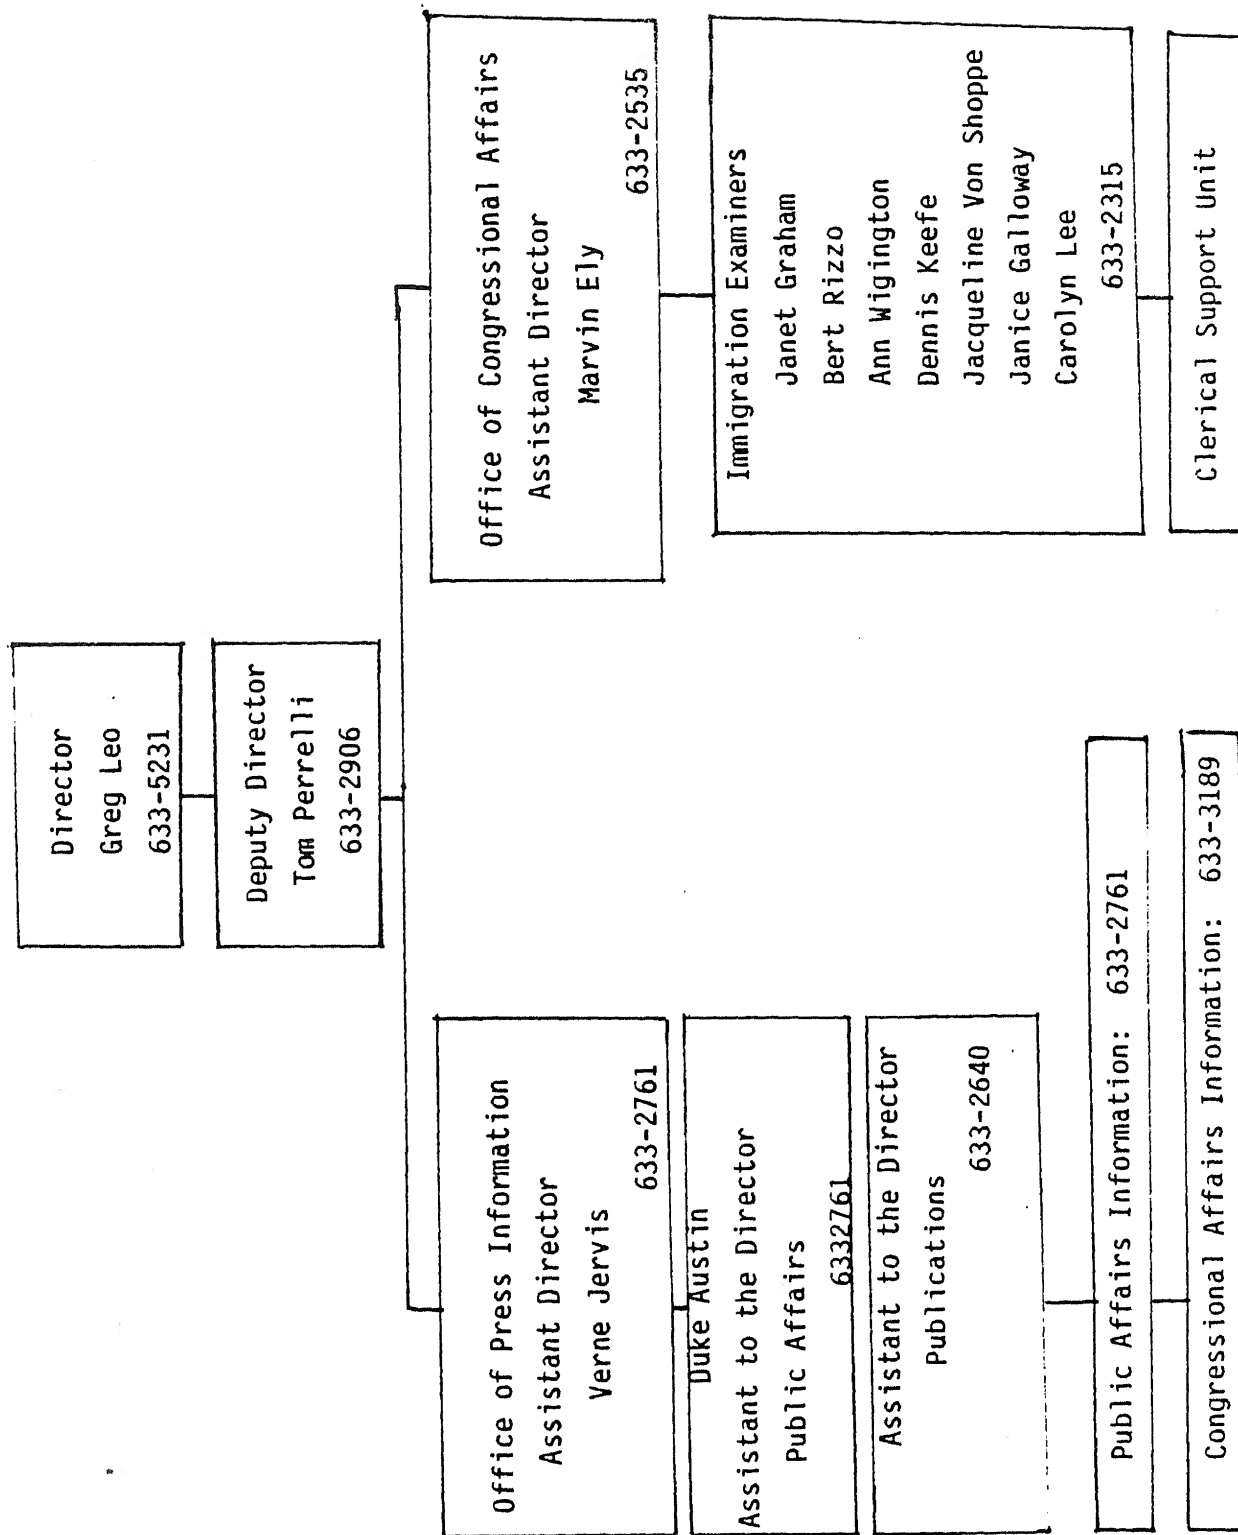 Director
Greg Leo
633-5231
Deputy Director
Tom Perrelli
633-2906
Office of Press Information
Assistant Director
Verne Jervis
633-2761
Duke Austin
Assistant to the Director
Public Affairs
6332761
Assistant to the Director
Publications
633-2640
Public Affairs Information: 633-2761
Congressional Affairs Information: 633-3189
Office of Congressional Affairs
Assistant Director
Marvin Ely
633-2535
Immigration Examiners
Janet Graham
Bert Rizzo
Ann Wigington
Dennis Keefe
Jacqueline Von Shoppe
Janice Galloway
Carolyn Lee
633-2315
Clerical Support Unit